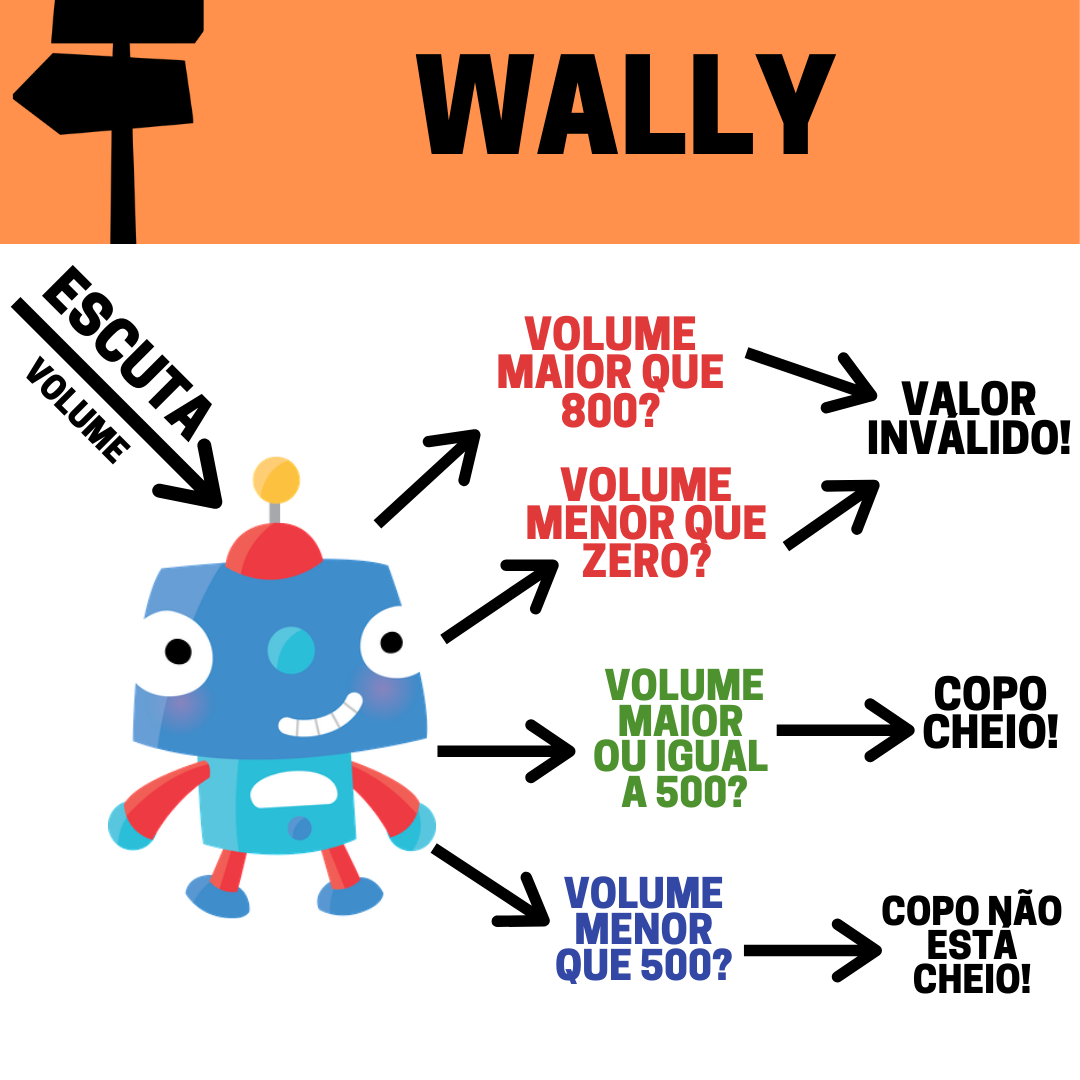 WALLY
ESCUTA
VOLUME
VOLUME
MAIOR QUE
800?
VALOR
INVÁLIDO!
VOLUME
MENOR QUE
ZERO?
VOLUME
MAIOR
OU IGUAL
A 500?
COPO
CHEIO!
VOLUME
MENOR
QUE 500?
COPO NÃO
ESTÁ
CHEIO!